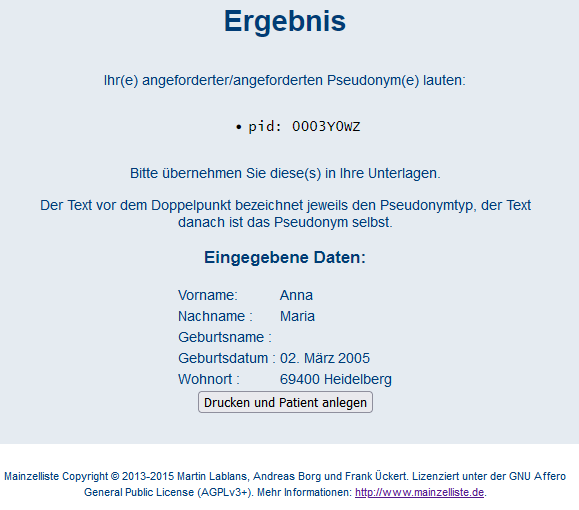 Ergebnis
Ihr(e) angeforderter/angeforderten Pseudonym(e) lauten:
• pid: 0003Y0WZ
Bitte übernehmen Sie diese(s) in Ihre Unterlagen.
Der Text vor dem Doppelpunkt bezeichnet jeweils den Pseudonymtyp, der Text
danach ist das Pseudonym selbst.
Eingegebene Daten:
Vorname: Anna
Nachname : Maria
Geburtsname :
Geburtsdatum : 02. März 2005
Wohnort : 69400 Heidelberg
Drucken und Patient anlegen
Mainzelliste Copyright © 2013-2015 Martin Lablans, Andreas Borg und Frank Ückert. Lizenziert unter der GNU Affero
General Public License (AGPLv3+). Mehr Informationen: http://www.mainzelliste.de.